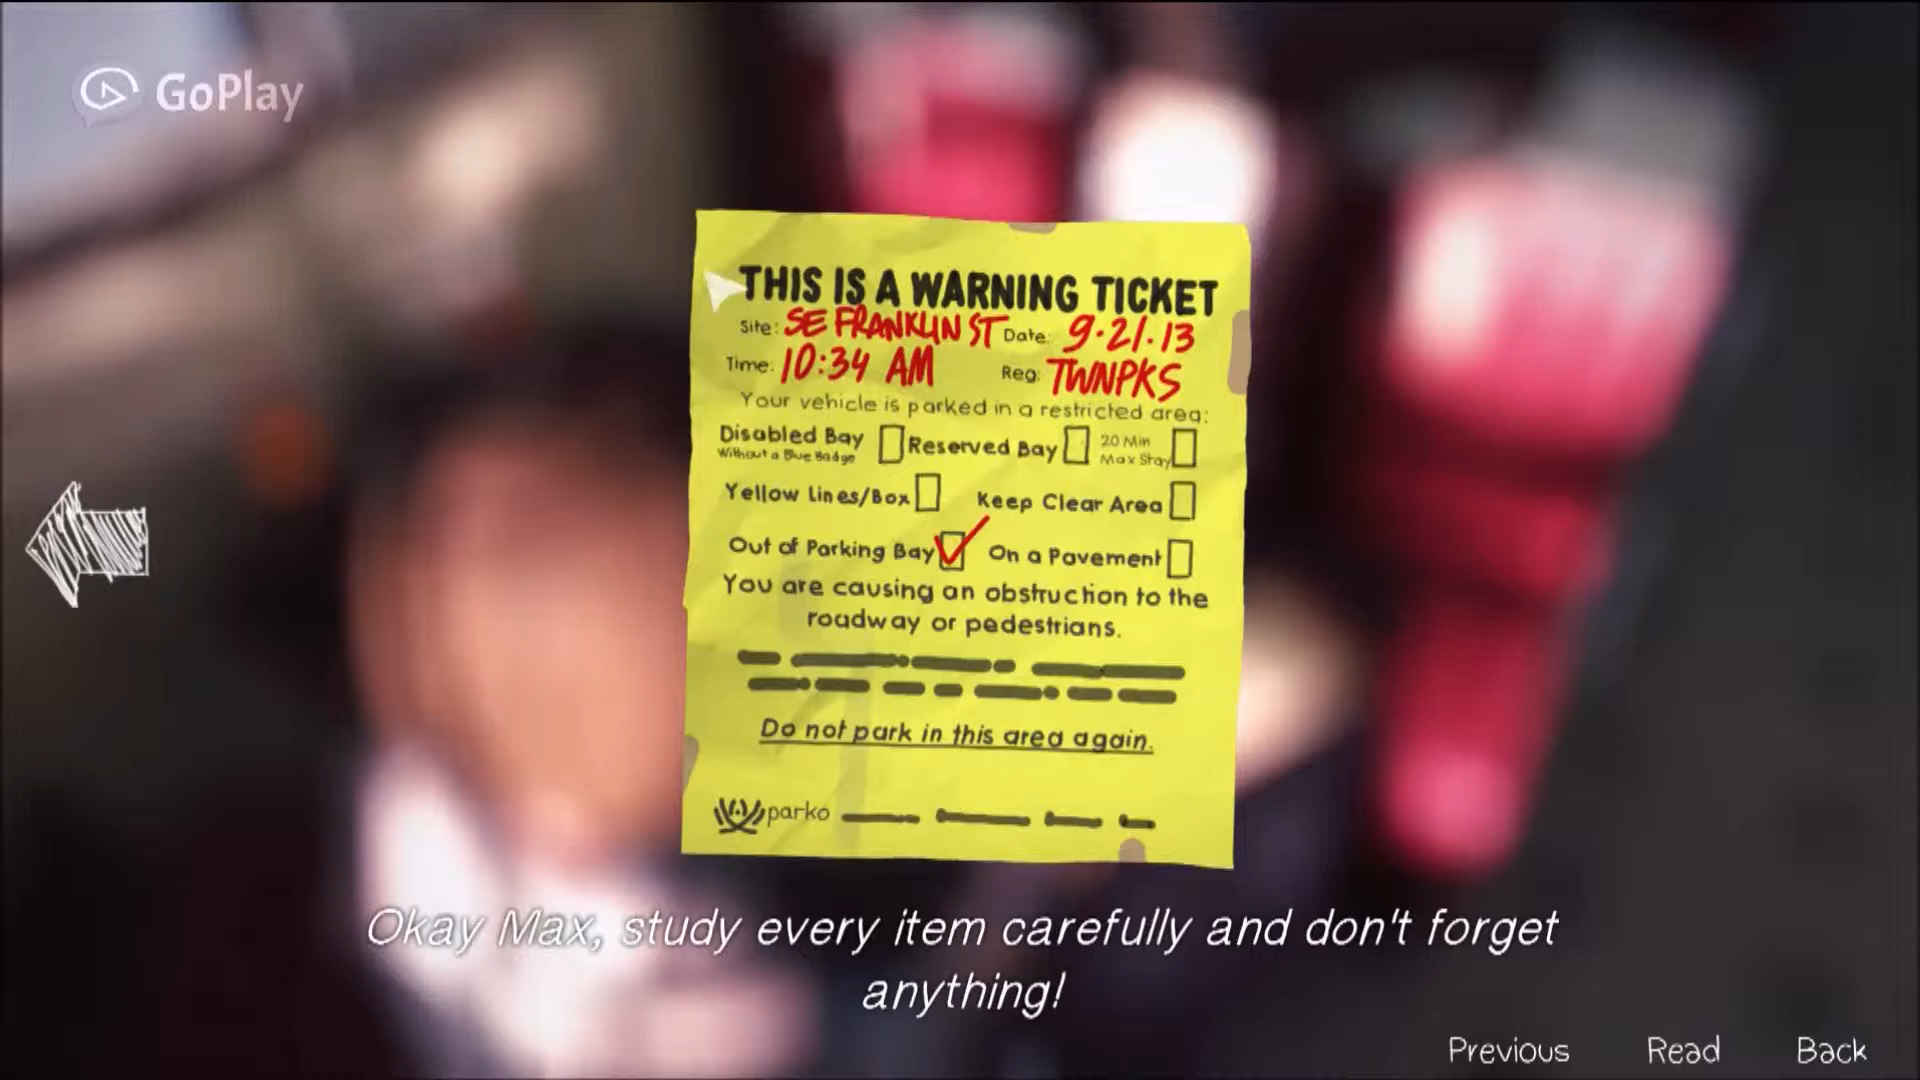 GoPlay
THIS IS A WARNING TICKET
Site: SE FRANKLIN ST Date: 9·21·13
Time: 10:34 AM Reg: TWNPKS
Your vehicle is parked in a restricted area:
Disabled Bay Reserved Bay 20 Min
Without a Blue Badge Max Stay
Yellow Lines/Box Keep Clear Area
Out of Parking Bay On a Pavement
You are causing an obstruction to the
roadway or pedestrians.
Do not park in this area again.
parko
Okay Max, study every item carefully and don't forget
anything!
Previous Read Back